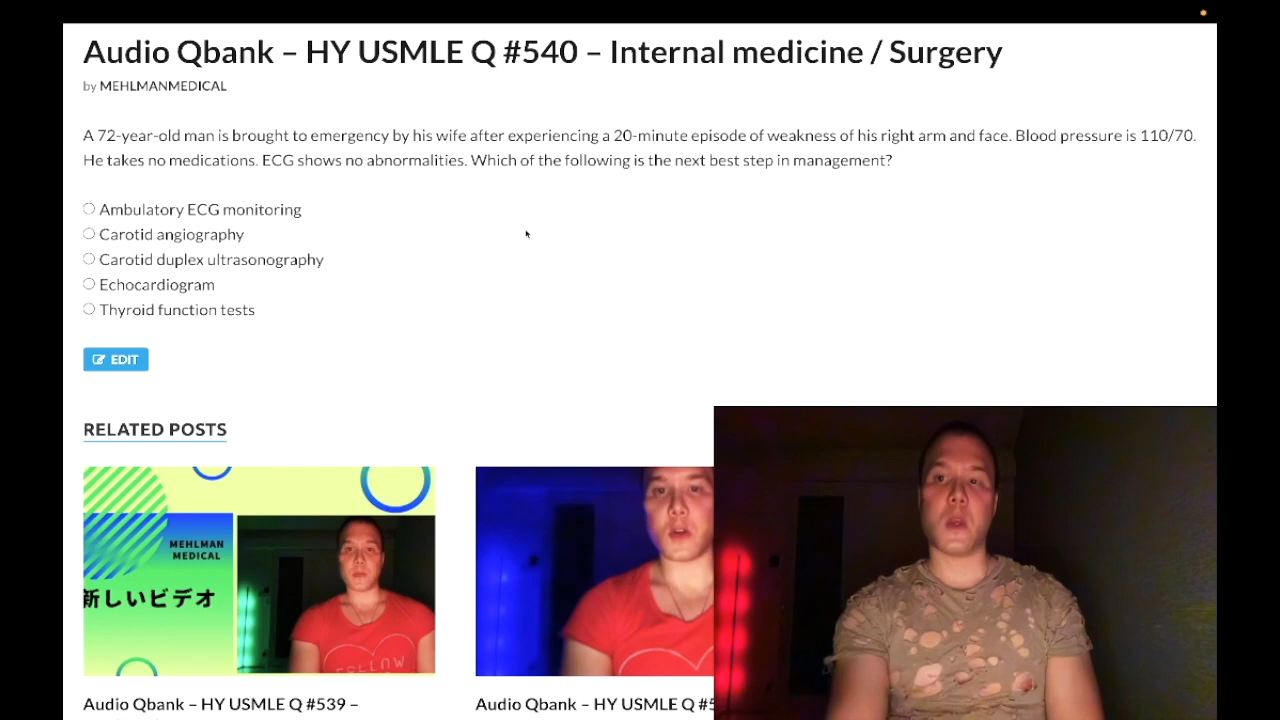 Audio Qbank – HY USMLE Q #540 – Internal medicine / Surgery
by MEHLMANMEDICAL
A 72-year-old man is brought to emergency by his wife after experiencing a 20-minute episode of weakness of his right arm and face. Blood pressure is 110/70.
He takes no medications. ECG shows no abnormalities. Which of the following is the next best step in management?
Ambulatory ECG monitoring
Carotid angiography
Carotid duplex ultrasonography
Echocardiogram
Thyroid function tests
EDIT
RELATED POSTS
MEHLMAN
MEDICAL
新しいビデオ
FOLLOW
Audio Qbank – HY USMLE Q #539 –
Audio Qbank – HY USMLE Q #5